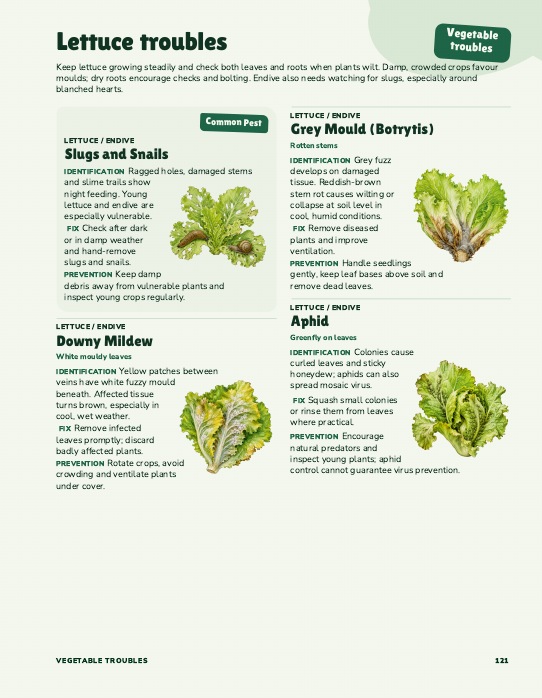 Lettuce troubles
Vegetable
troubles
Keep lettuce growing steadily and check both leaves and roots when plants wilt. Damp, crowded crops favour
moulds; dry roots encourage checks and bolting. Endive also needs watching for slugs, especially around
blanched hearts.
Common Pest
LETTUCE / ENDIVE
Slugs and Snails
IDENTIFICATION Ragged holes, damaged stems
and slime trails show
night feeding. Young
lettuce and endive are
especially vulnerable.
FIX Check after dark
or in damp weather
and hand-remove
slugs and snails.
PREVENTION Keep damp
debris away from vulnerable plants and
inspect young crops regularly.
LETTUCE / ENDIVE
Downy Mildew
White mouldy leaves
IDENTIFICATION Yellow patches between
veins have white fuzzy mould
beneath. Affected tissue
turns brown, especially in
cool, wet weather.
FIX Remove infected
leaves promptly; discard
badly affected plants.
PREVENTION Rotate crops, avoid
crowding and ventilate plants
under cover.
LETTUCE / ENDIVE
Grey Mould (Botrytis)
Rotten stems
IDENTIFICATION Grey fuzz
develops on damaged
tissue. Reddish-brown
stem rot causes wilting or
collapse at soil level in
cool, humid conditions.
FIX Remove diseased
plants and improve
ventilation.
PREVENTION Handle seedlings
gently, keep leaf bases above soil and
remove dead leaves.
LETTUCE / ENDIVE
Aphid
Greenfly on leaves
IDENTIFICATION Colonies cause
curled leaves and sticky
honeydew; aphids can also
spread mosaic virus.
FIX Squash small colonies
or rinse them from leaves
where practical.
PREVENTION Encourage
natural predators and
inspect young plants; aphid
control cannot guarantee virus prevention.
VEGETABLE TROUBLES
121